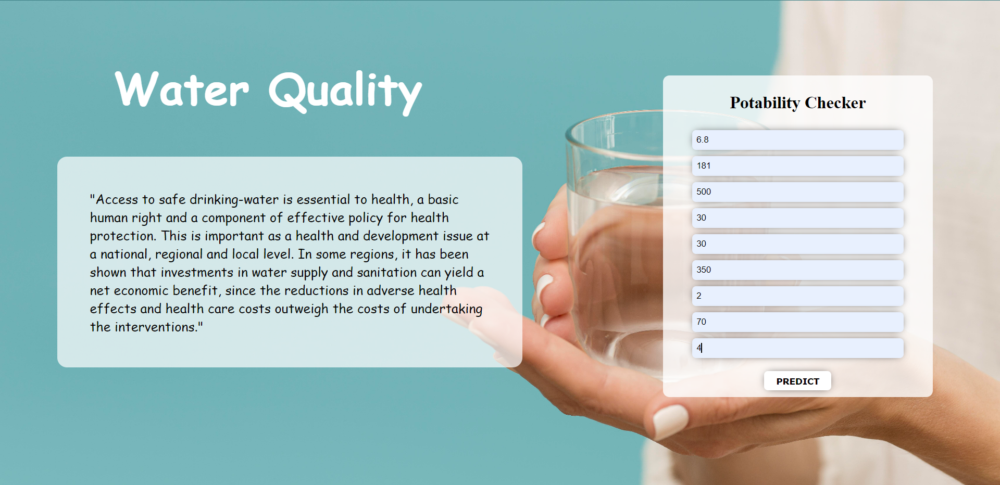 Water Quality
"Access to safe drinking-water is essential to health, a basic
human right and a component of effective policy for health
protection. This is important as a health and development issue at
a national, regional and local level. In some regions, it has been
shown that investments in water supply and sanitation can yield a
net economic benefit, since the reductions in adverse health
effects and health care costs outweigh the costs of undertaking
the interventions."
Potability Checker
6.8
181
500
30
30
350
2
70
4
PREDICT